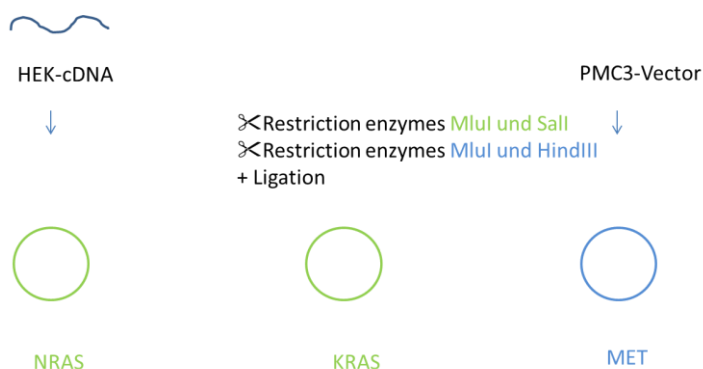 HEK-cDNA
PMC3-Vector
Restriction enzymes MluI und SalI
Restriction enzymes MluI und HindIII
+ Ligation
NRAS
KRAS
MET